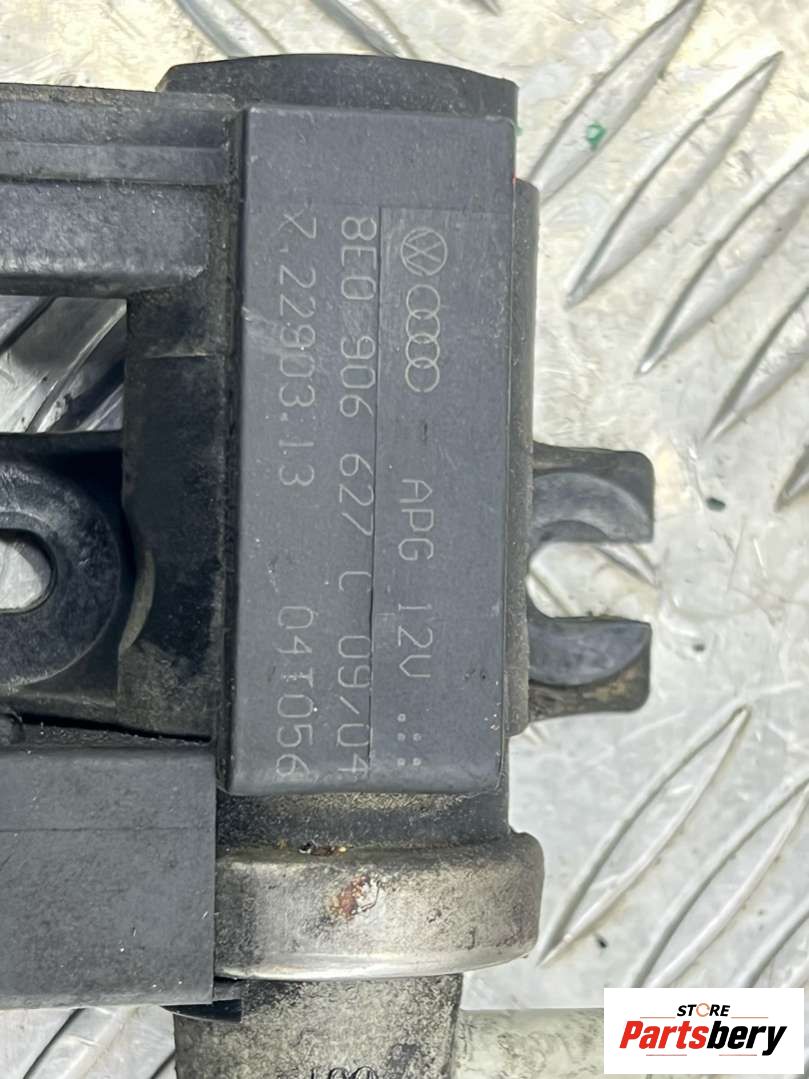 - APG 12V
8E0 906 627 C 09/04
7.22903.13 04T056
STORE
Partsbery